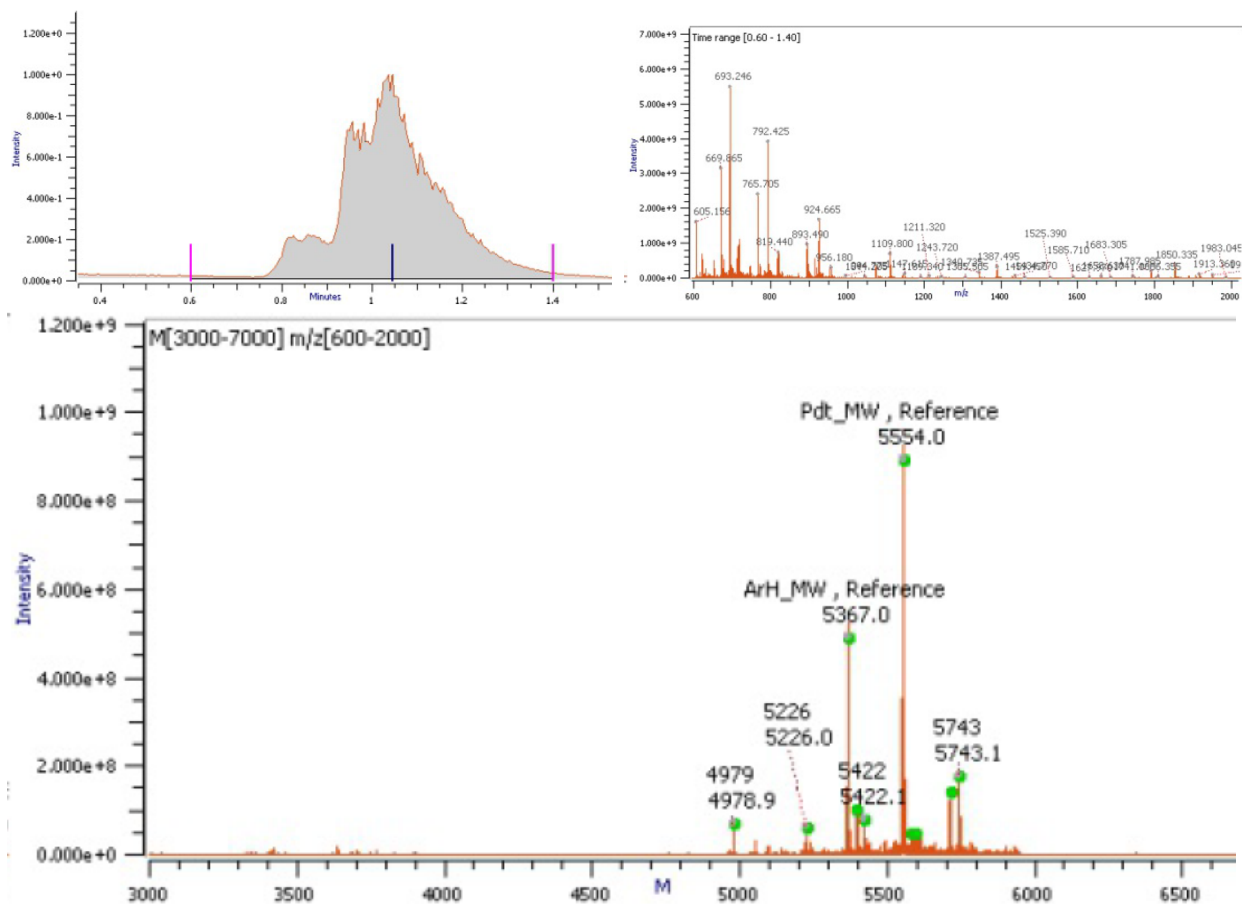 1.200e+0
1.000e+0
8.000e-1
6.000e-1
4.000e-1
2.000e-1
0.000e+0
Intensity
0.4
0.6
0.8
1
1.2
1.4
Minutes
Time range [0.60 - 1.40]
7.000e+9
6.000e+9
5.000e+9
4.000e+9
3.000e+9
2.000e+9
1.000e+9
0.000e+0
Intensity
693.246
792.425
669.865
765.705
605.156
924.665
819.440
893.490
1211.320
1109.800
1243.720
956.180
1387.495
1525.390
1585.710
1683.305
1850.335
1983.045
600
800
1000
1200
1400
1600
1800
2000
m/z
M[3000-7000] m/z[600-2000]
1.200e+9
1.000e+9
8.000e+8
6.000e+8
4.000e+8
2.000e+8
0.000e+0
Intensity
Pdt_MW , Reference
5554.0
ArH_MW , Reference
5367.0
5226
5226.0
5743
5743.1
4979
4978.9
5422
5422.1
3000
3500
4000
4500
5000
5500
6000
6500
M